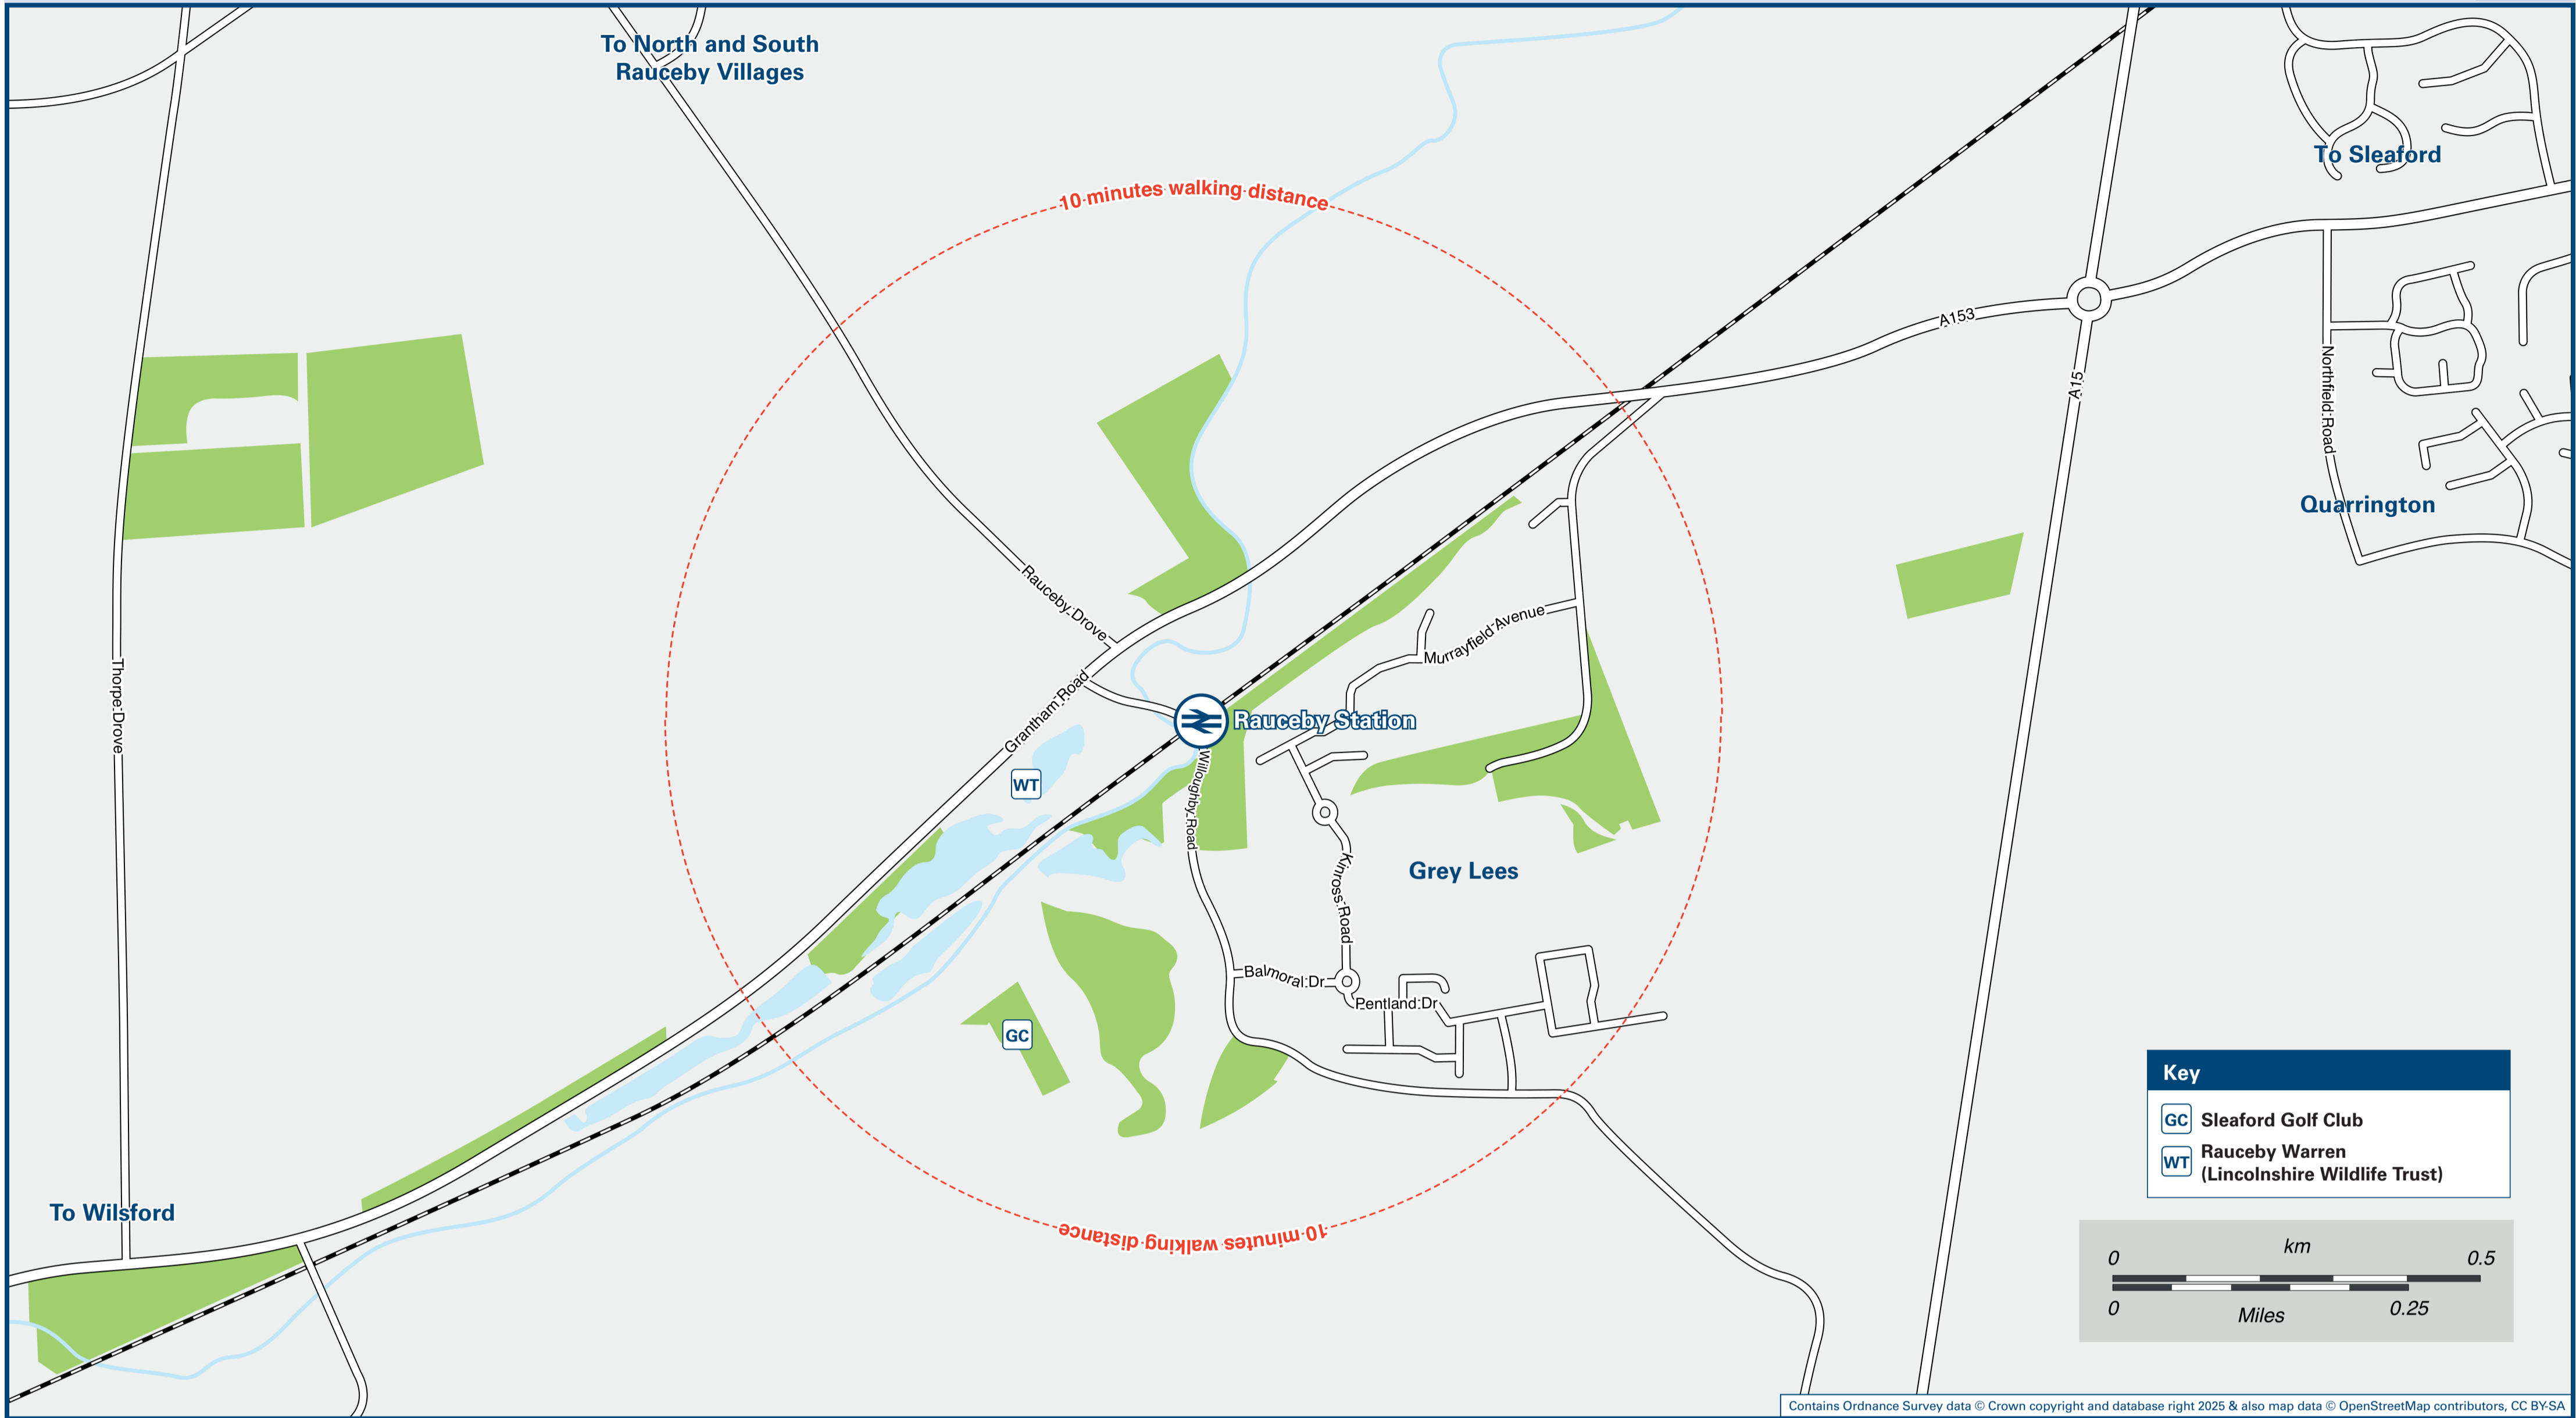 To North and South
Rauceby Villages
To Sleaford
10 minutes walking distance
A153
A15
Northfield Road
Quarrington
Rauceby Drove
Murrayfield Avenue
Thorpe Drove
Grantham Road
Rauceby Station
WT
Willoughby Road
Kinross Road
Grey Lees
Balmoral Dr
Pentland Dr
GC
To Wilsford
10 minutes walking distance
Key
GC Sleaford Golf Club
WT Rauceby Warren
(Lincolnshire Wildlife Trust)
km
0 0.5
0 0.25
Miles
Contains Ordnance Survey data © Crown copyright and database right 2025 & also map data © OpenStreetMap contributors, CC BY-SA